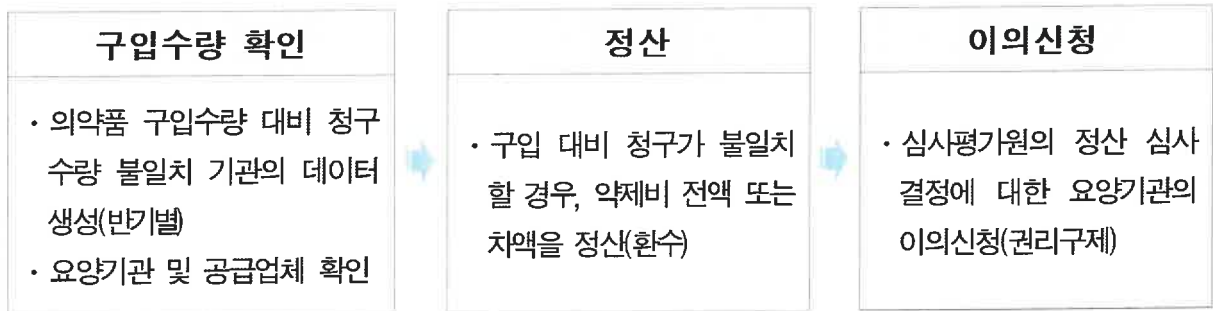 구입수량 확인
· 의약품 구입수량 대비 청구
수량 불일치 기관의 데이터
생성(반기별)
· 요양기관 및 공급업체 확인
정산
· 구입 대비 청구가 불일치
할 경우, 약제비 전액 또는
차액을 정산(환수)
이의신청
· 심사평가원의 정산 심사
결정에 대한 요양기관의
이의신청(권리구제)